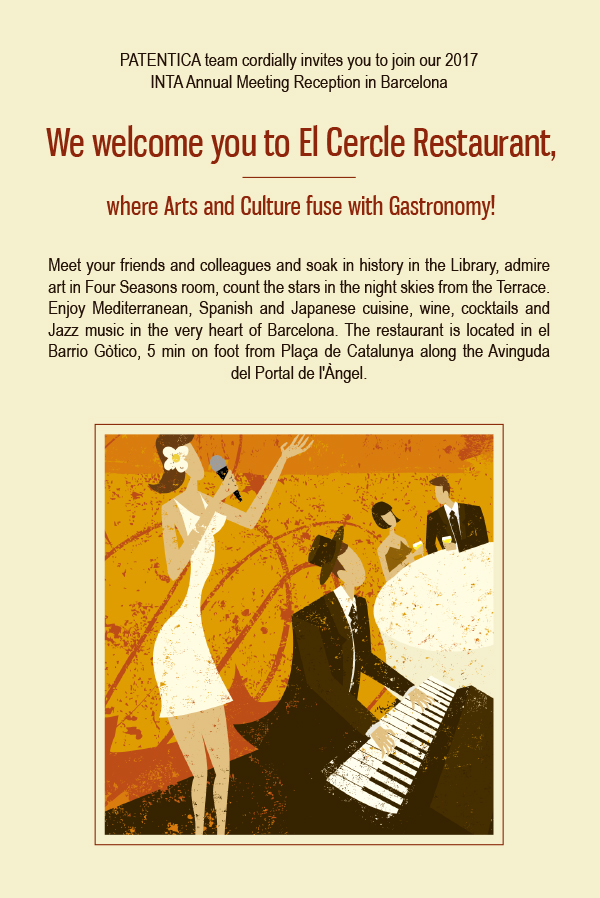 PATENTICA team cordially invites you to join our 2017
INTA Annual Meeting Reception in Barcelona
We welcome you to El Cercle Restaurant,
where Arts and Culture fuse with Gastronomy!
Meet your friends and colleagues and soak in history in the Library, admire
art in Four Seasons room, count the stars in the night skies from the Terrace.
Enjoy Mediterranean, Spanish and Japanese cuisine, wine, cocktails and
Jazz music in the very heart of Barcelona. The restaurant is located in el
Barrio Gòtico, 5 min on foot from Plaça de Catalunya along the Avinguda
del Portal de l'Àngel.